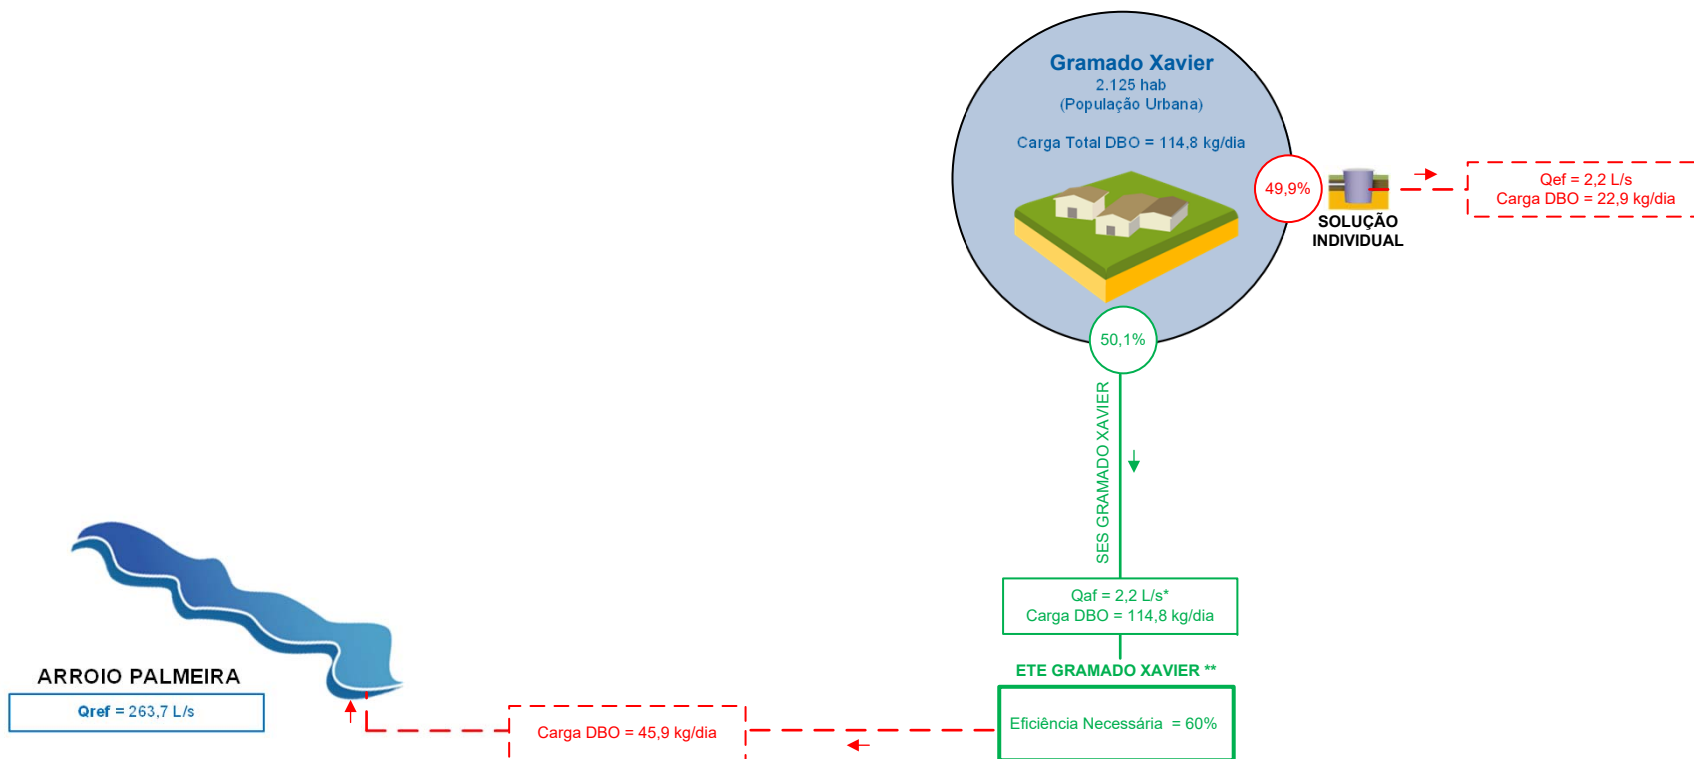 Gramado Xavier
2.125 hab
(População Urbana)
Carga Total DBO = 114,8 kg/dia
49,9%
SOLUÇÃO
INDIVIDUAL
Qef = 2,2 L/s
Carga DBO = 22,9 kg/dia
50,1%
SES GRAMADO XAVIER
Qaf = 2,2 L/s*
Carga DBO = 114,8 kg/dia
ETE GRAMADO XAVIER **
Eficiência Necessária = 60%
Carga DBO = 45,9 kg/dia
ARROIO PALMEIRA
Qref = 263,7 L/s